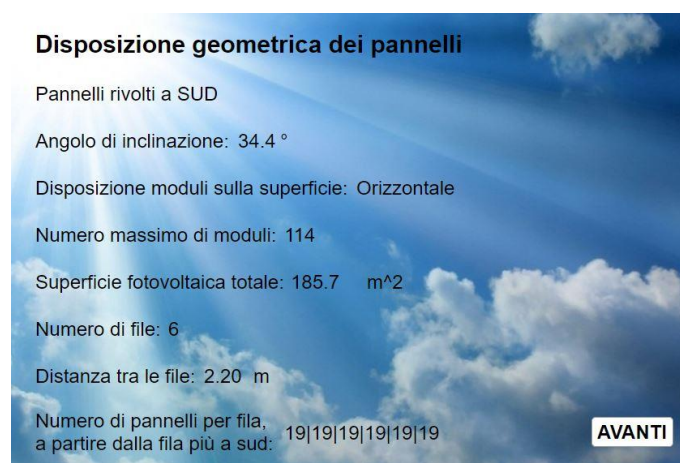 Disposizione geometrica dei pannelli
Pannelli rivolti a SUD
Angolo di inclinazione: 34.4 °
Disposizione moduli sulla superficie: Orizzontale
Numero massimo di moduli: 114
Superficie fotovoltaica totale: 185.7 m^2
Numero di file: 6
Distanza tra le file: 2.20 m
Numero di pannelli per fila,
a partire dalla fila più a sud: 19|19|19|19|19|19
AVANTI